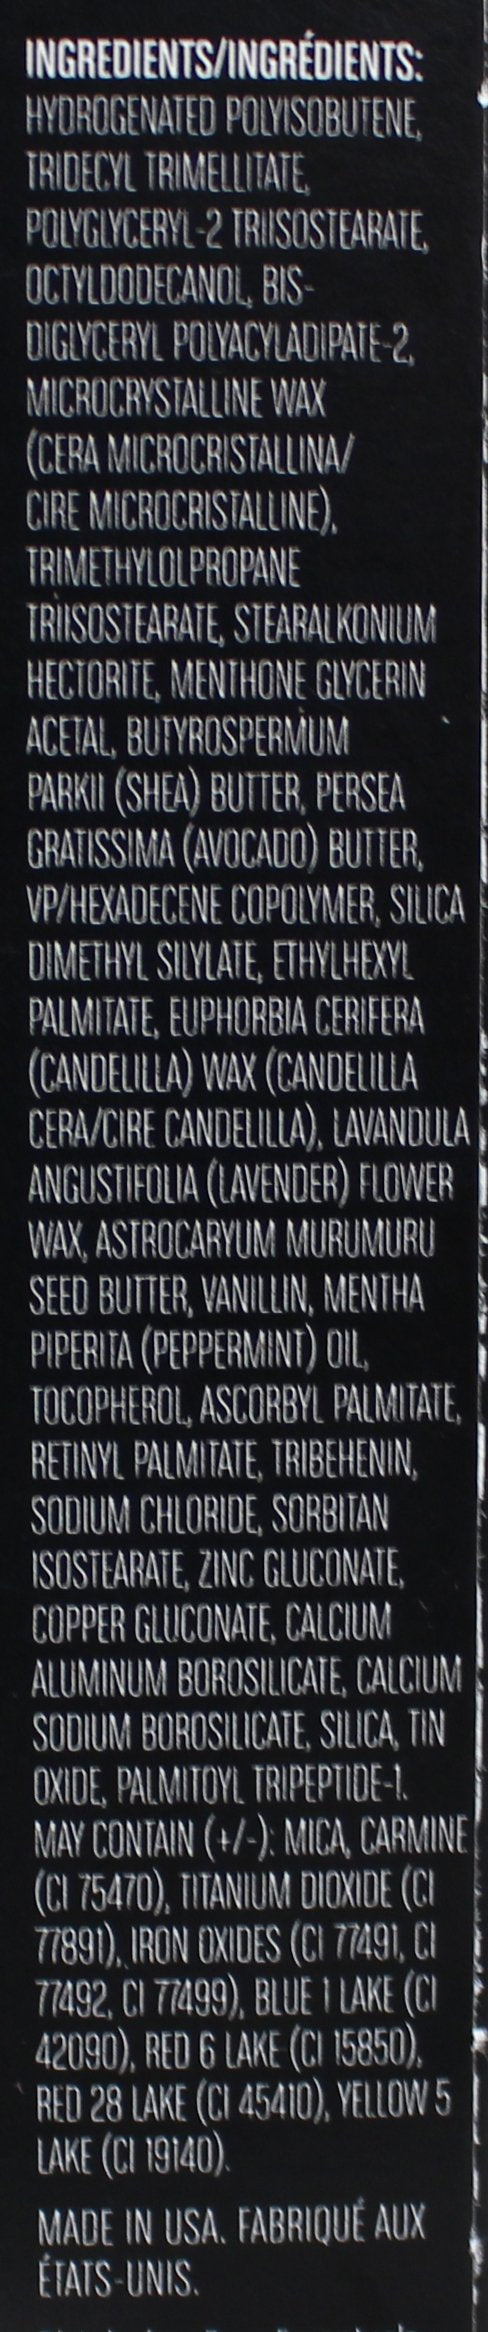 INGREDIENTS/INGRÉDIENTS:
HYDROGENATED POLYISOBUTENE,
TRIDECYL TRIMELLITATE,
POLYGLYCERYL-2 TRIISOSTEARATE,
OCTYLDODECANOL, BIS-
DIGLYCERYL POLYACYLADIPATE-2,
MICROCRYSTALLINE WAX
(CERA MICROCRISTALLINA/
CIRE MICROCRISTALLINE),
TRIMETHYLOLPROPANE
TRIISOSTEARATE, STEARALKONIUM
HECTORITE, MENTHONE GLYCERIN
ACETAL, BUTYROSPERMUM
PARKII (SHEA) BUTTER, PERSEA
GRATISSIMA (AVOCADO) BUTTER,
VP/HEXADECENE COPOLYMER, SILICA
DIMETHYL SILYLATE, ETHYLHEXYL
PALMITATE, EUPHORBIA CERIFERA
(CANDELILLA) WAX (CANDELILLA
CERA/CIRE CANDELILLA), LAVANDULA
ANGUSTIFOLIA (LAVENDER) FLOWER
WAX, ASTROCARYUM MURUMURU
SEED BUTTER, VANILLIN, MENTHA
PIPERITA (PEPPERMINT) OIL,
TOCOPHEROL, ASCORBYL PALMITATE,
RETINYL PALMITATE, TRIBEHENIN,
SODIUM CHLORIDE, SORBITAN
ISOSTEARATE, ZINC GLUCONATE,
COPPER GLUCONATE, CALCIUM
ALUMINUM BOROSILICATE, CALCIUM
SODIUM BOROSILICATE, SILICA, TIN
OXIDE, PALMITOYL TRIPEPTIDE-1.
MAY CONTAIN (+/-): MICA, CARMINE
(CI 75470), TITANIUM DIOXIDE (CI
77891), IRON OXIDES (CI 77491, CI
77492, CI 77499), BLUE 1 LAKE (CI
42090), RED 6 LAKE (CI 15850),
RED 28 LAKE (CI 45410), YELLOW 5
LAKE (CI 19140).
MADE IN USA. FABRIQUÉ AUX
ÉTATS-UNIS.